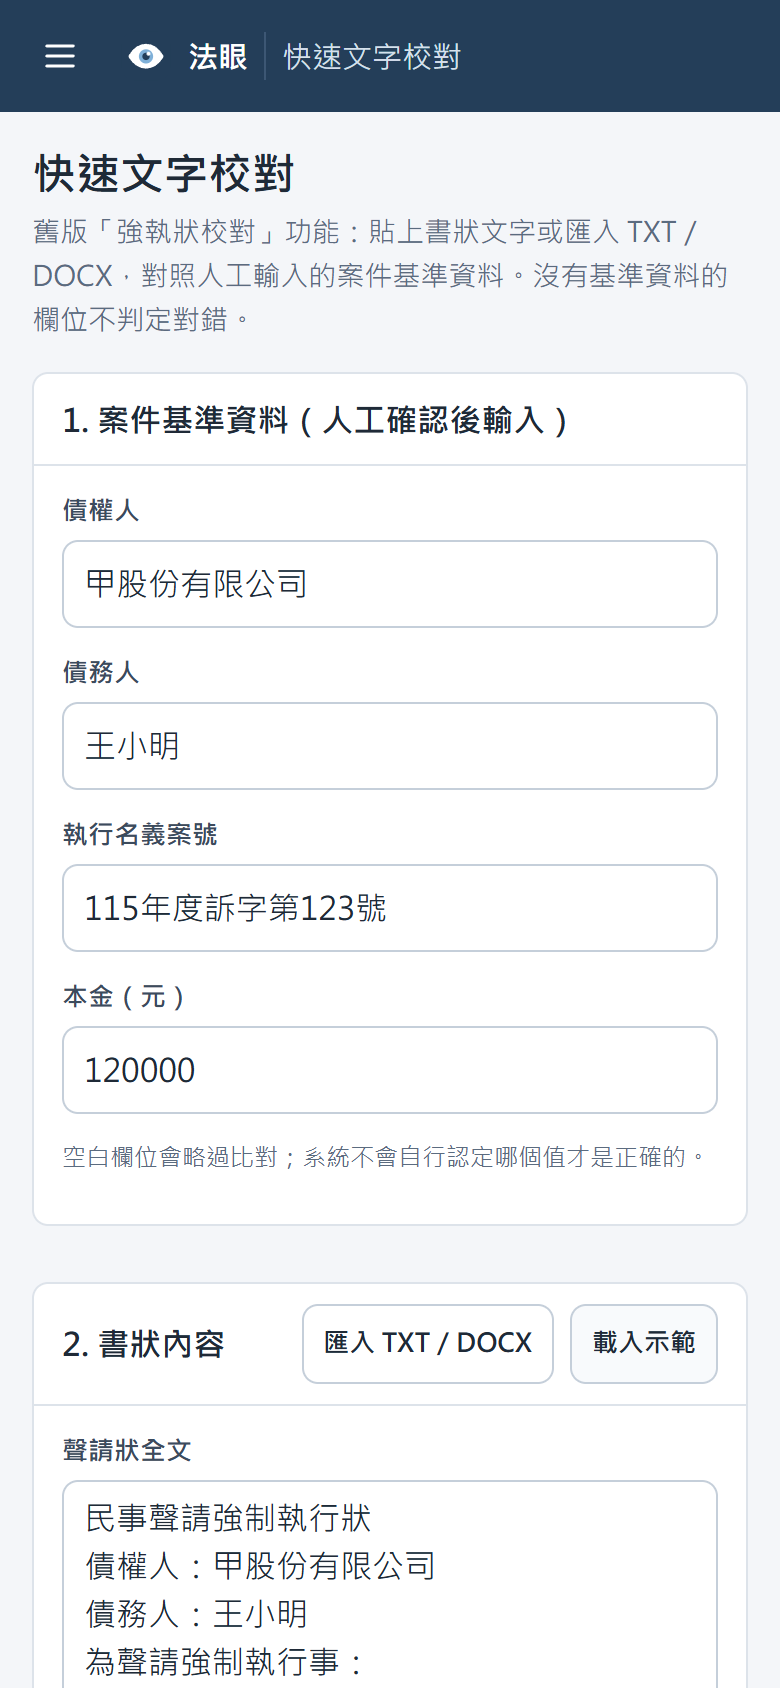 法眼 快速文字校對
快速文字校對
舊版「強執狀校對」功能：貼上書狀文字或匯入 TXT /
DOCX，對照人工輸入的案件基準資料。沒有基準資料的
欄位不判定對錯。
1. 案件基準資料（人工確認後輸入）
債權人
甲股份有限公司
債務人
王小明
執行名義案號
115年度訴字第123號
本金（元）
120000
空白欄位會略過比對；系統不會自行認定哪個值才是正確的。
2. 書狀內容 匯入 TXT / DOCX 載入示範
聲請狀全文
民事聲請強制執行狀
債權人：甲股份有限公司
債務人：王小明
為聲請強制執行事：